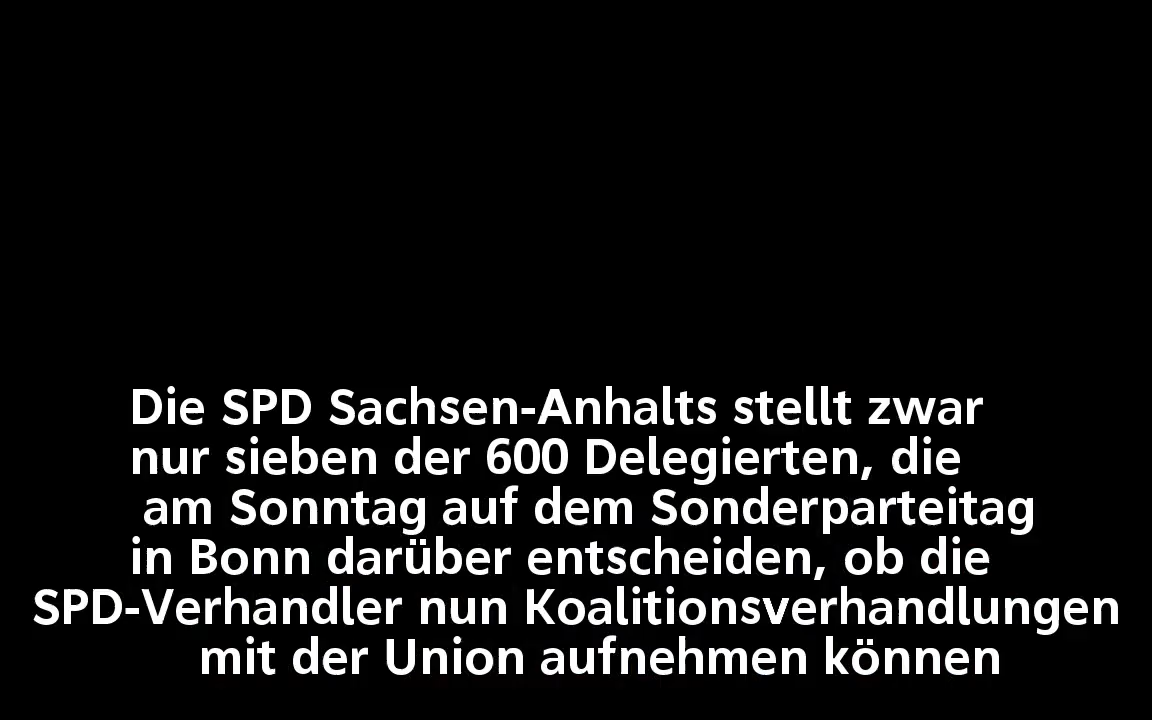 Die SPD Sachsen-Anhalts stellt zwar
nur sieben der 600 Delegierten, die
am Sonntag auf dem Sonderparteitag
in Bonn darüber entscheiden, ob die
SPD-Verhandler nun Koalitionsverhandlungen
mit der Union aufnehmen können